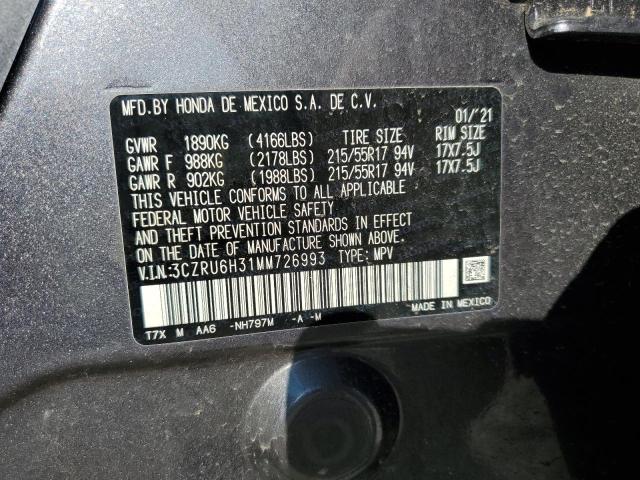 MFD. BY HONDA DE MEXICO S.A. DE C.V. 01/'21
GVWR 1890KG (4166LBS) TIRE SIZE RIM SIZE
GAWR F 988KG (2178LBS) 215/55R17 94V 17X7.5J
GAWR R 902KG (1988LBS) 215/55R17 94V 17X7.5J
THIS VEHICLE CONFORMS TO ALL APPLICABLE
FEDERAL MOTOR VEHICLE SAFETY
AND THEFT PREVENTION STANDARDS IN EFFECT
ON THE DATE OF MANUFACTURE SHOWN ABOVE.
V.I.N.:3CZRU6H31MM726993 TYPE: MPV
T7X M AA6 -NH797M -A -M MADE IN MEXICO